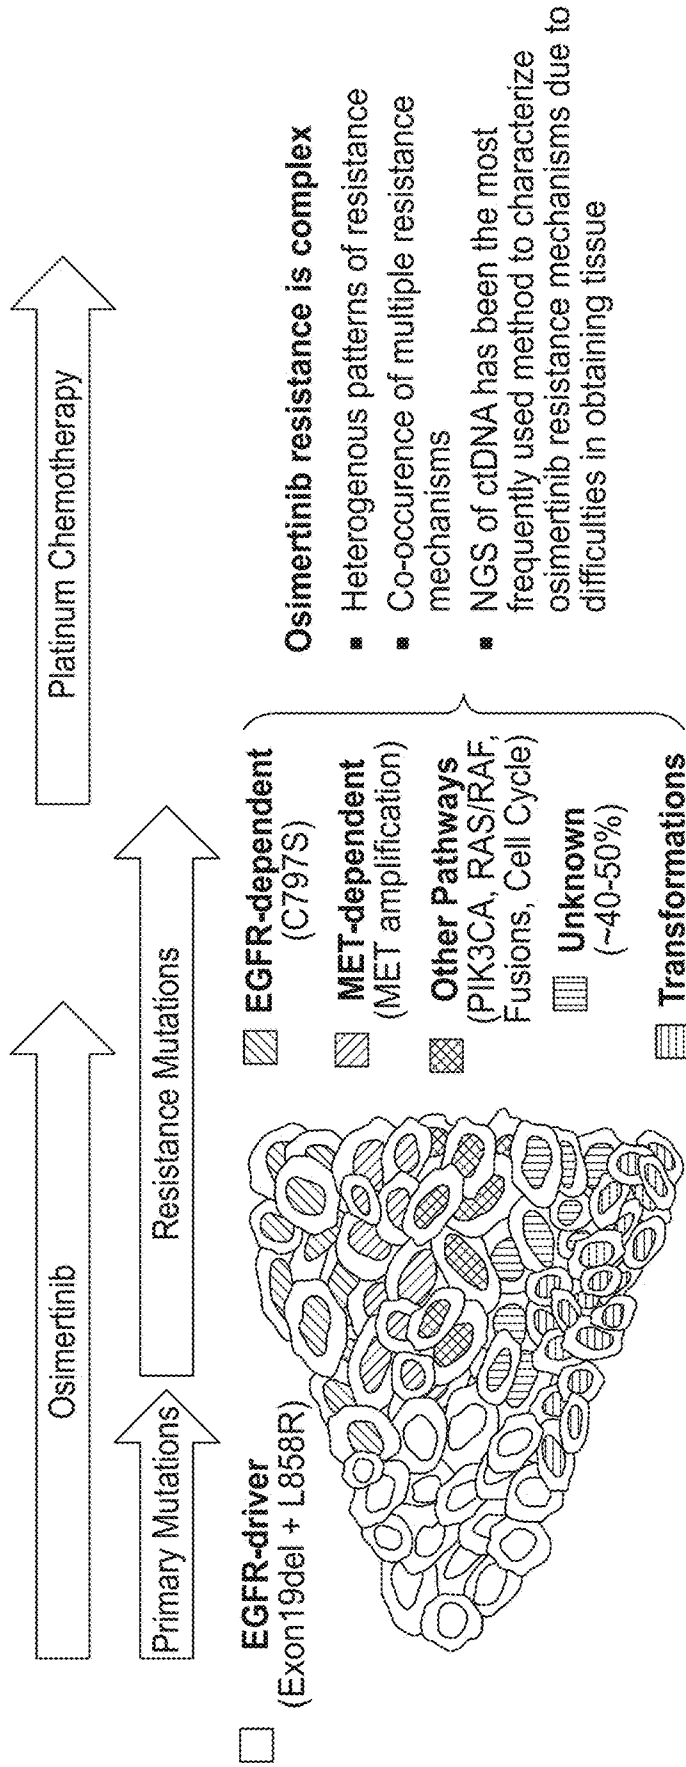 Osimertinib
Platinum Chemotherapy
Primary Mutations
Resistance Mutations
EGFR-driver
(Exon19del + L858R)
EGFR-dependent
(C797S)
MET-dependent
(MET amplification)
Other Pathways
(PIK3CA, RAS/RAF,
Fusions, Cell Cycle)
Unknown
(~40-50%)
Transformations
Osimertinib resistance is complex
▪ Heterogenous patterns of resistance
▪ Co-occurence of multiple resistance
mechanisms
▪ NGS of ctDNA has been the most
frequently used method to characterize
osimertinib resistance mechanisms due to
difficulties in obtaining tissue